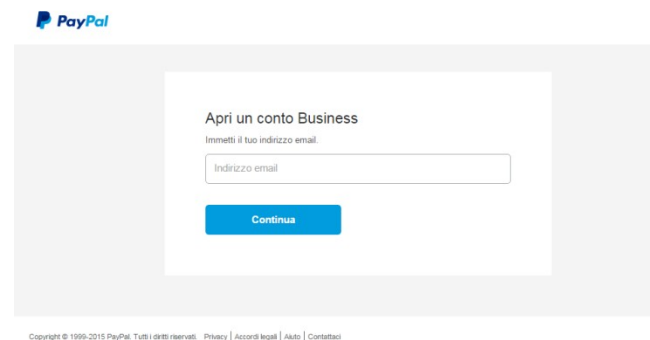 PayPal
Apri un conto Business
Immetti il tuo indirizzo email.
Indirizzo email
Continua
Copyright © 1999-2015 PayPal. Tutti i diritti riservati. Privacy | Accordi legali | Aiuto | Contattaci